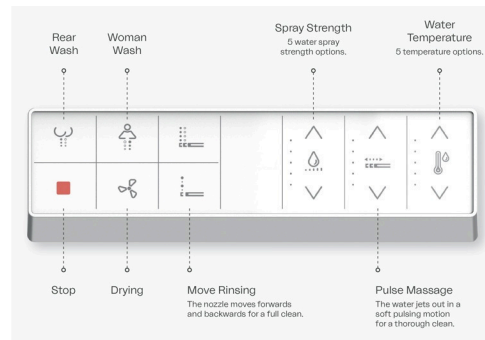 Rear
Wash
Woman
Wash
Spray Strength
5 water spray
strength options.
Water
Temperature
5 temperature options.
Stop
Drying
Move Rinsing
The nozzle moves forwards
and backwards for a full clean.
Pulse Massage
The water jets out in a
soft pulsing motion
for a thorough clean.